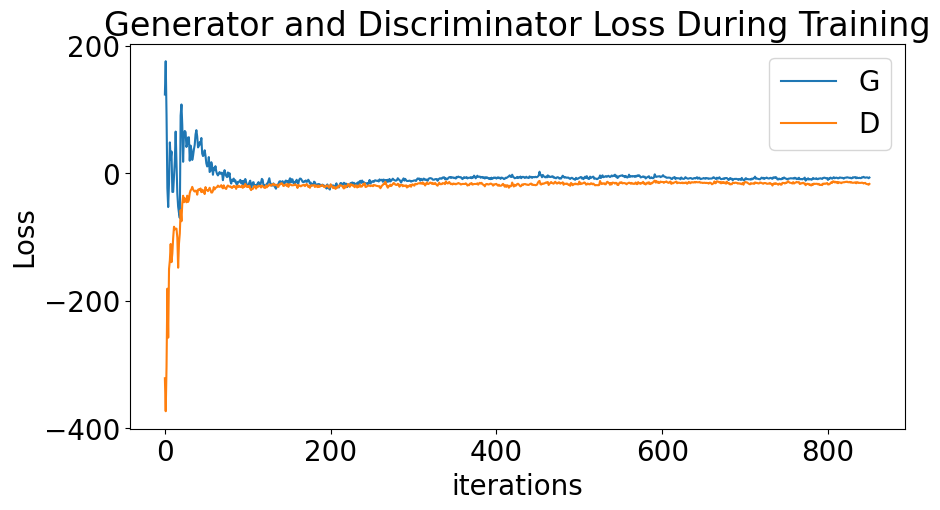 Generator and Discriminator Loss During Training
200
0
−200
−400
Loss
G
D
0 200 400 600 800
iterations